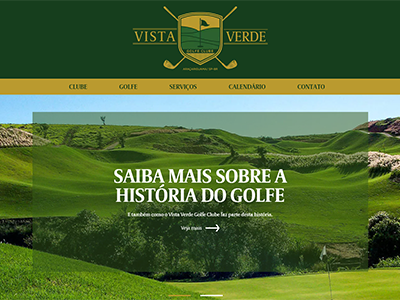 VISTA VERDE
GOLFE CLUBE
CLUBE GOLFE SERVIÇOS CALENDÁRIO CONTATO
SAIBA MAIS SOBRE A
HISTÓRIA DO GOLFE
E também como o Vista Verde Golfe Clube faz parte desta história.
Veja mais